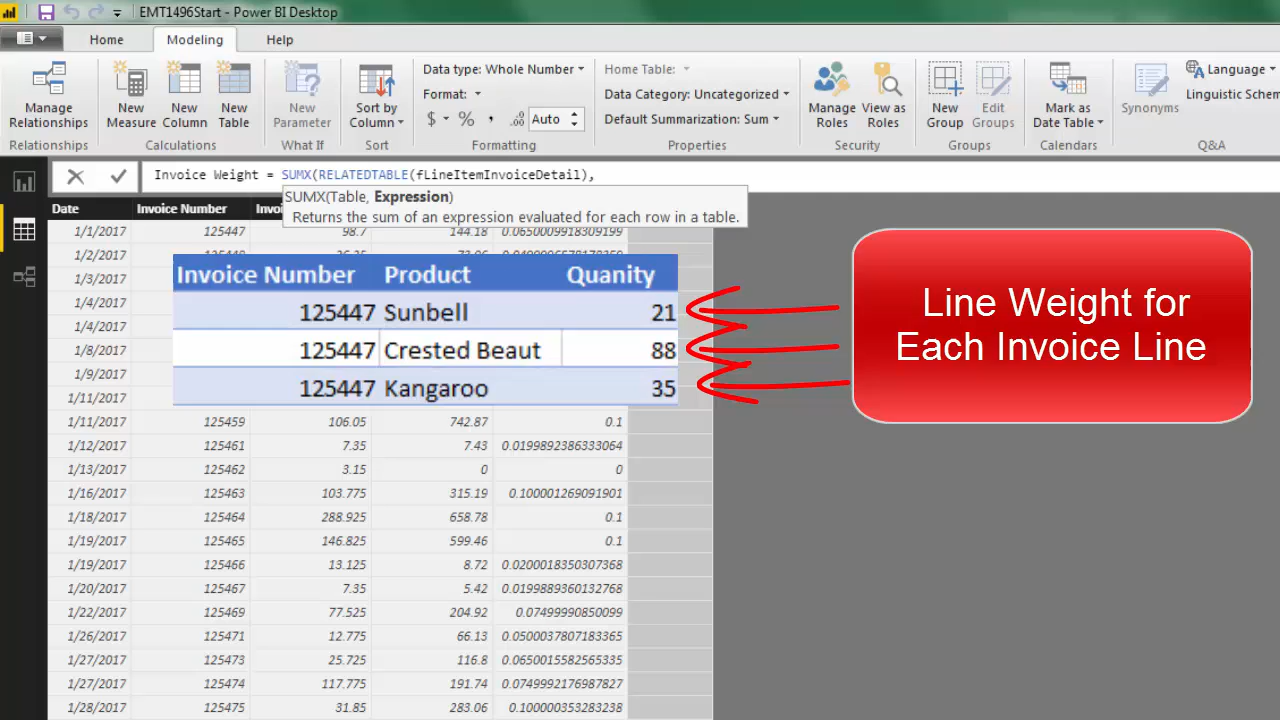 EMT1496Start - Power BI Desktop
Home Modeling Help
Manage Relationships
New Measure
New Column
New Table
New Parameter
Sort by Column
Data type: Whole Number
Format:
$ % , .00 Auto
Home Table:
Data Category: Uncategorized
Default Summarization: Sum
Manage Roles
View as Roles
New Group
Edit Groups
Mark as Date Table
Synonyms
Language
Linguistic Schem
Relationships Calculations What If Sort Formatting Properties Security Groups Calendars Q&A
Invoice Weight = SUMX(RELATEDTABLE(fLineItemInvoiceDetail),
SUMX(Table, Expression)
Returns the sum of an expression evaluated for each row in a table.
Date Invoice Number Invoi
1/1/2017 125447 98.7 144.18 0.0650009918309199
1/2/2017
1/3/2017
1/4/2017
1/4/2017
1/8/2017
1/9/2017
1/11/2017
Invoice Number Product Quanity
125447 Sunbell 21
125447 Crested Beaut 88
125447 Kangaroo 35
Line Weight for
Each Invoice Line
1/11/2017 125459 106.05 742.87 0.1
1/12/2017 125461 7.35 7.43 0.0199892386333064
1/13/2017 125462 3.15 0 0
1/16/2017 125463 103.775 315.19 0.100001269091901
1/18/2017 125464 288.925 658.78 0.1
1/19/2017 125465 146.825 599.46 0.1
1/19/2017 125466 13.125 8.72 0.0200018350307368
1/20/2017 125467 7.35 5.42 0.0199889360132768
1/22/2017 125469 77.525 204.92 0.07499990850099
1/26/2017 125471 12.775 66.13 0.0500037807183365
1/27/2017 125473 25.725 116.8 0.0650015582565335
1/27/2017 125474 117.775 191.74 0.0749992176987827
1/28/2017 125475 31.85 283.06 0.100000353283238